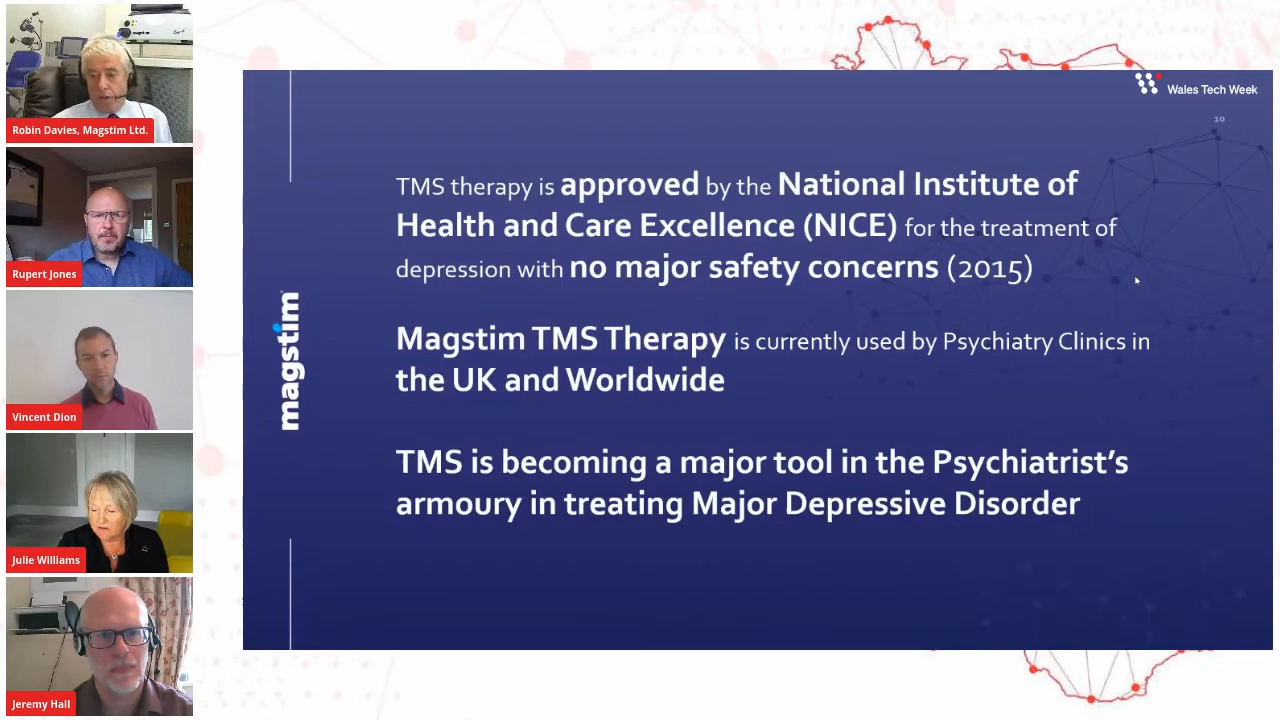 magstim
Robin Davies, Magstim Ltd.
Rupert Jones
Vincent Dion
Julie Williams
Jeremy Hall
magstim
Wales Tech Week
10
TMS therapy is approved by the National Institute of
Health and Care Excellence (NICE) for the treatment of
depression with no major safety concerns (2015)
Magstim TMS Therapy is currently used by Psychiatry Clinics in
the UK and Worldwide
TMS is becoming a major tool in the Psychiatrist’s
armoury in treating Major Depressive Disorder